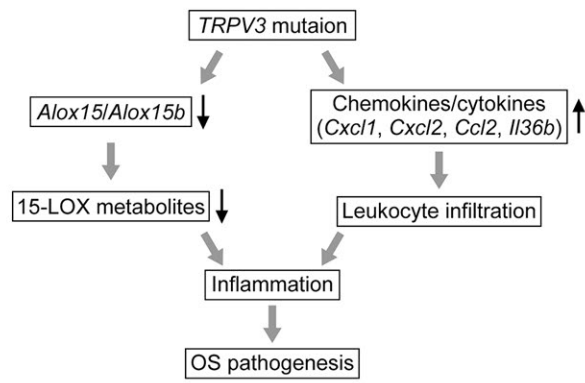 TRPV3 mutaion
Alox15/Alox15b
Chemokines/cytokines
(Cxcl1, Cxcl2, Ccl2, Il36b)
15-LOX metabolites
Leukocyte infiltration
Inflammation
OS pathogenesis